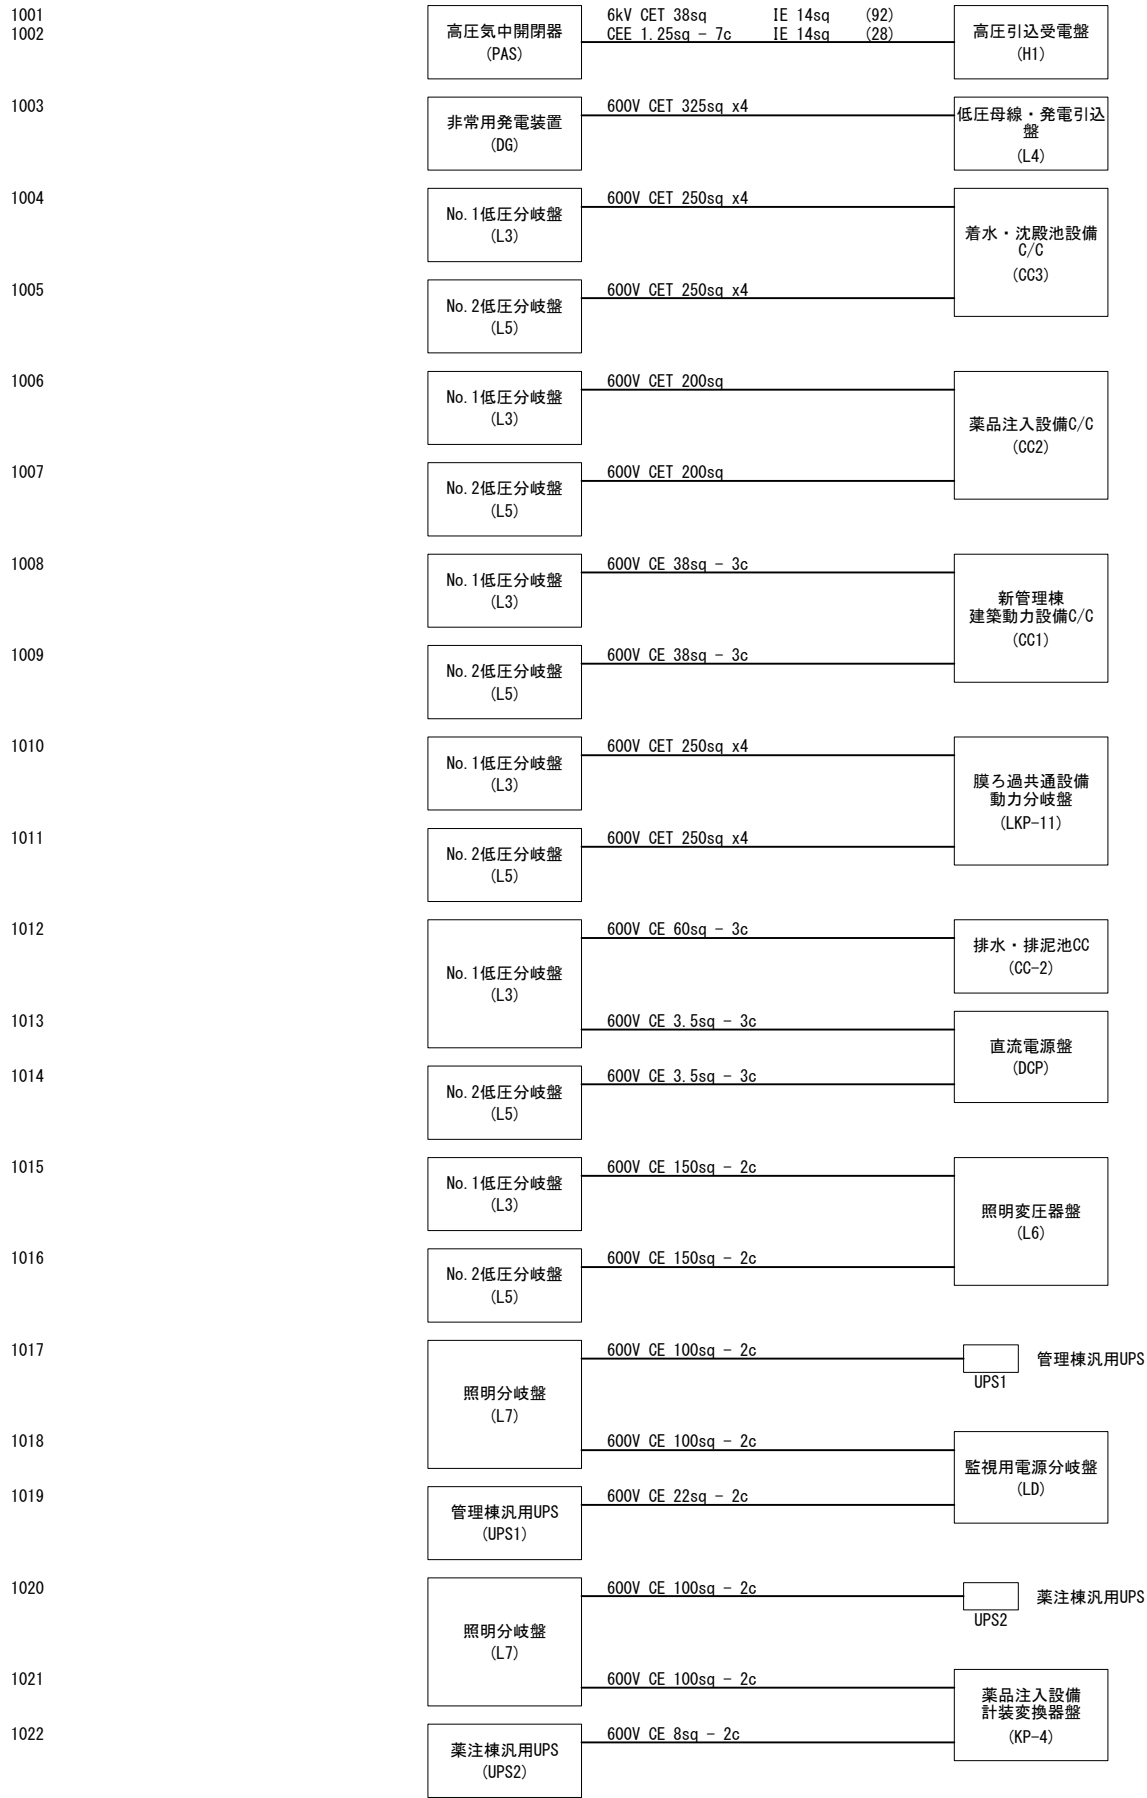 1001
6kV CET 38sq IE 14sq (92)
1002
CEE 1.25sq - 7c IE 14sq (28)
高圧気中開閉器
(PAS)
高圧引込受電盤
(H1)
1003
600V CET 325sq x4
非常用発電装置
(DG)
低圧母線・発電引込
盤
(L4)
1004
600V CET 250sq x4
No.1低圧分岐盤
(L3)
着水・沈殿池設備
C/C
(CC3)
1005
600V CET 250sq x4
No.2低圧分岐盤
(L5)
1006
600V CET 200sq
No.1低圧分岐盤
(L3)
薬品注入設備C/C
(CC2)
1007
600V CET 200sq
No.2低圧分岐盤
(L5)
1008
600V CE 38sq - 3c
No.1低圧分岐盤
(L3)
新管理棟
建築動力設備C/C
(CC1)
1009
600V CE 38sq - 3c
No.2低圧分岐盤
(L5)
1010
600V CET 250sq x4
No.1低圧分岐盤
(L3)
膜ろ過共通設備
動力分岐盤
(LKP-11)
1011
600V CET 250sq x4
No.2低圧分岐盤
(L5)
1012
600V CE 60sq - 3c
No.1低圧分岐盤
(L3)
排水・排泥池CC
(CC-2)
1013
600V CE 3.5sq - 3c
直流電源盤
(DCP)
1014
600V CE 3.5sq - 3c
No.2低圧分岐盤
(L5)
1015
600V CE 150sq - 2c
No.1低圧分岐盤
(L3)
照明変圧器盤
(L6)
1016
600V CE 150sq - 2c
No.2低圧分岐盤
(L5)
1017
600V CE 100sq - 2c
管理棟汎用UPS
UPS1
照明分岐盤
(L7)
1018
600V CE 100sq - 2c
監視用電源分岐盤
(LD)
1019
600V CE 22sq - 2c
管理棟汎用UPS
(UPS1)
1020
600V CE 100sq - 2c
薬注棟汎用UPS
UPS2
照明分岐盤
(L7)
1021
600V CE 100sq - 2c
薬品注入設備
計装変換器盤
(KP-4)
1022
600V CE 8sq - 2c
薬注棟汎用UPS
(UPS2)